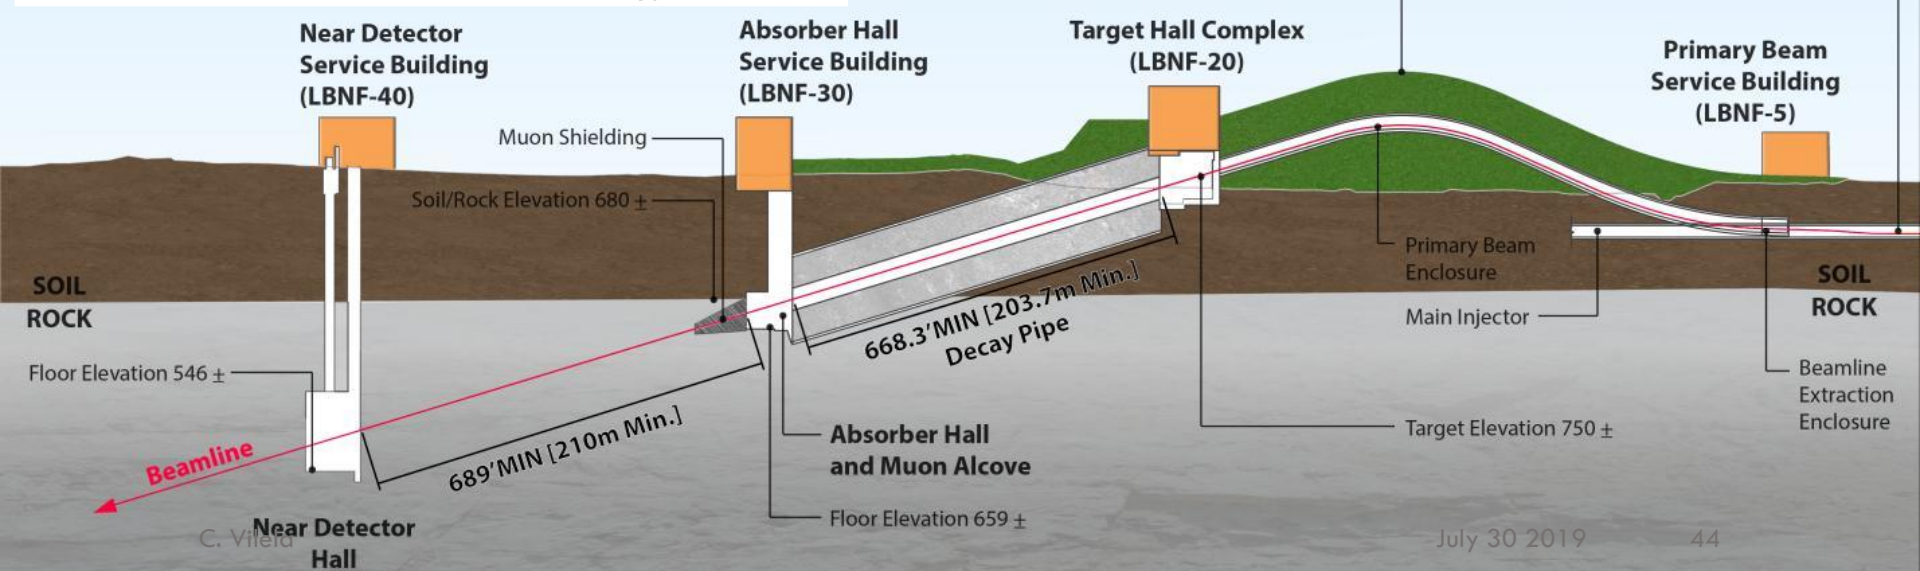 Near Detector
Service Building
(LBNF-40)
Absorber Hall
Service Building
(LBNF-30)
Target Hall Complex
(LBNF-20)
Primary Beam
Service Building
(LBNF-5)
Muon Shielding
Soil/Rock Elevation 680 ±
SOIL
ROCK
Floor Elevation 546 ±
Beamline
689'MIN [210m Min.]
668.3'MIN [203.7m Min.]
Decay Pipe
Primary Beam
Enclosure
Main Injector
SOIL
ROCK
Beamline
Extraction
Enclosure
Target Elevation 750 ±
Absorber Hall
and Muon Alcove
Floor Elevation 659 ±
Near Detector
Hall
C. Vilela
July 30 2019
44